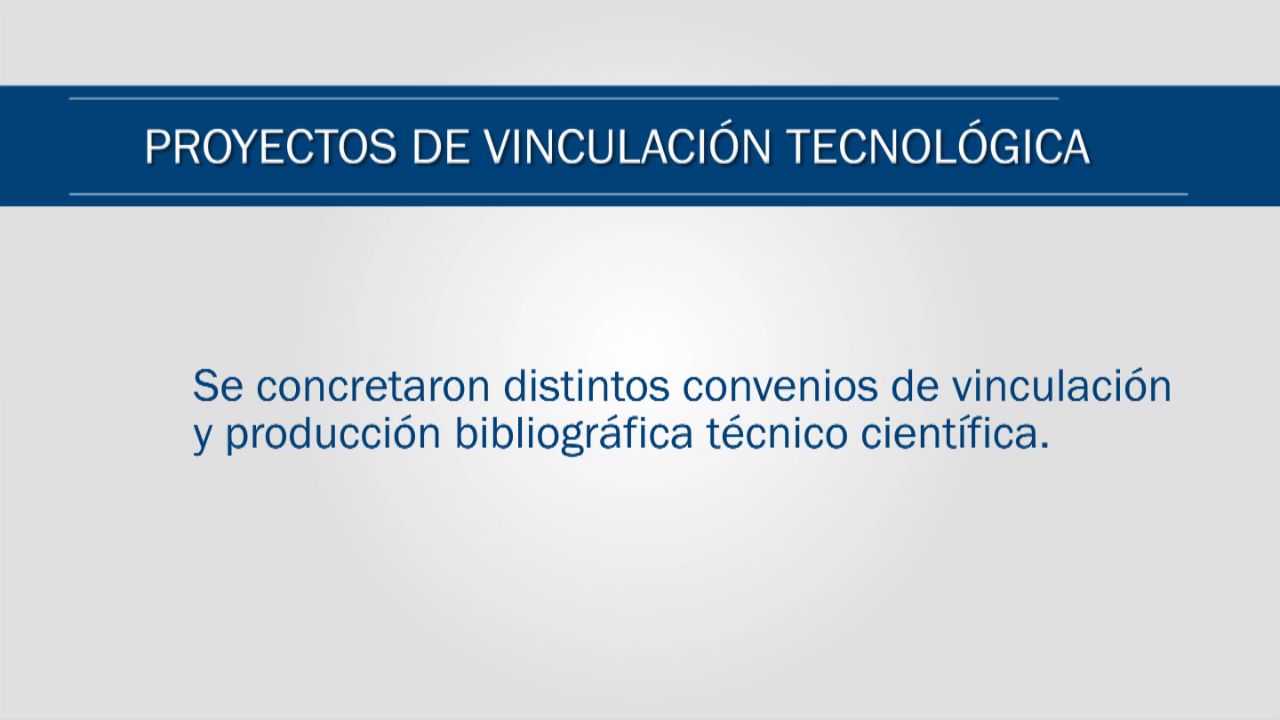 PROYECTOS DE VINCULACIÓN TECNOLÓGICA
Se concretaron distintos convenios de vinculación
y producción bibliográfica técnico científica.